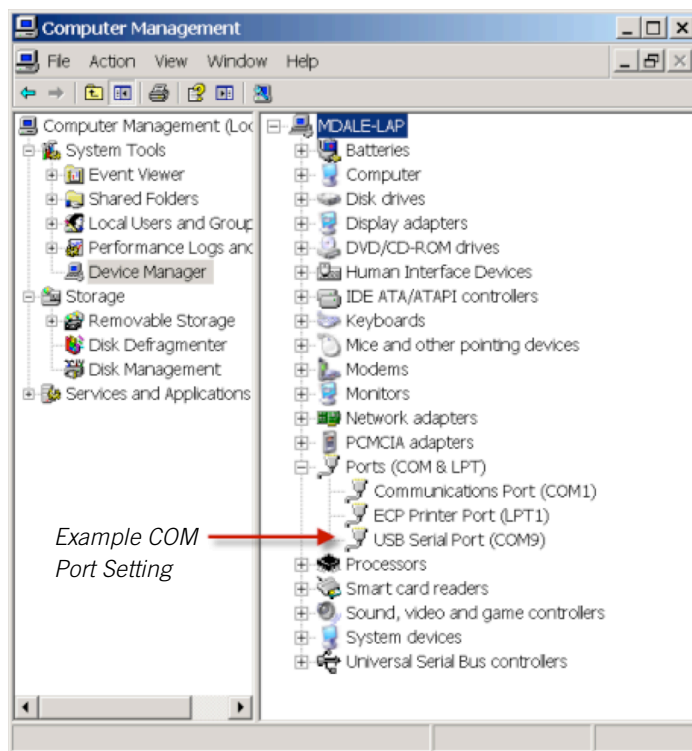 Computer Management
File Action View Window Help
Computer Management (Loc
System Tools
Event Viewer
Shared Folders
Local Users and Group
Performance Logs and
Device Manager
Storage
Removable Storage
Disk Defragmenter
Disk Management
Services and Applications
MDALE-LAP
Batteries
Computer
Disk drives
Display adapters
DVD/CD-ROM drives
Human Interface Devices
IDE ATA/ATAPI controllers
Keyboards
Mice and other pointing devices
Modems
Monitors
Network adapters
PCMCIA adapters
Ports (COM & LPT)
Communications Port (COM1)
ECP Printer Port (LPT1)
USB Serial Port (COM9)
Processors
Smart card readers
Sound, video and game controllers
System devices
Universal Serial Bus controllers
Example COM
Port Setting